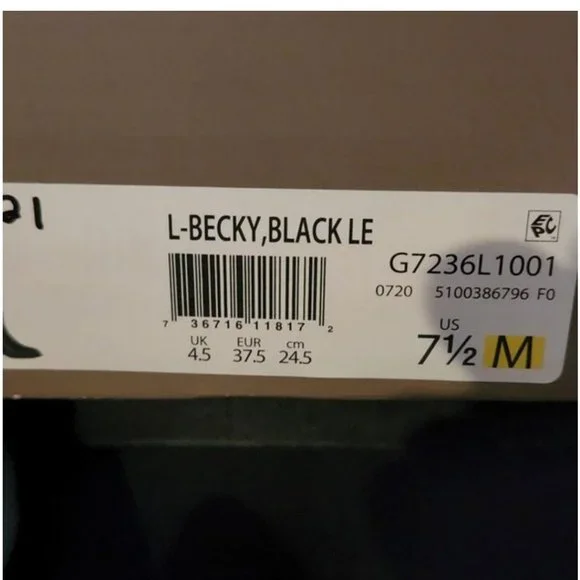 L-BECKY,BLACK LE
G7236L1001
0720 5100386796 F0
7 36716 11817 2
UK EUR cm
4.5 37.5 24.5
US
7½ M